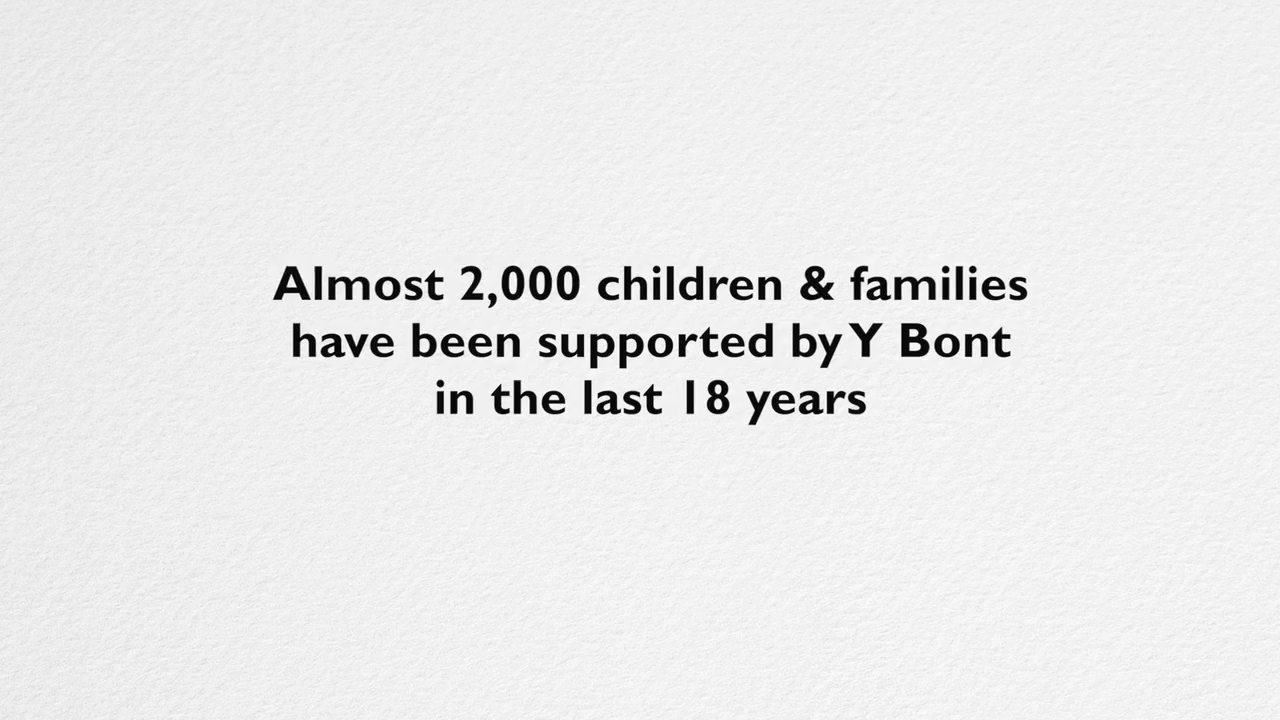 Almost 2,000 children & families
have been supported by Y Bont
in the last 18 years